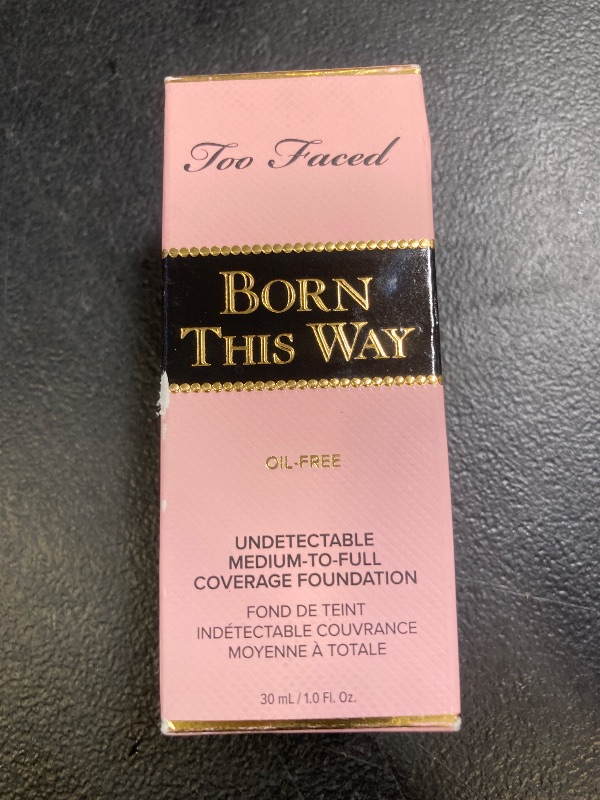 Too Faced
BORN
THIS WAY
OIL-FREE
UNDETECTABLE
MEDIUM-TO-FULL
COVERAGE FOUNDATION
FOND DE TEINT
INDÉTECTABLE COUVRANCE
MOYENNE À TOTALE
30 mL / 1.0 Fl. Oz.